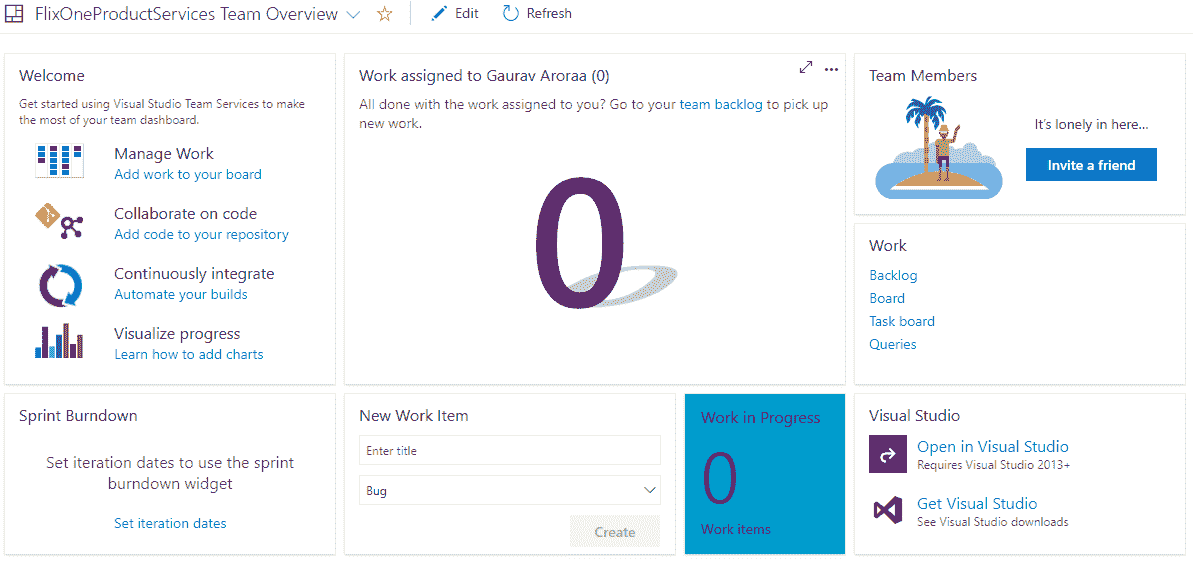 FlixOneProductServices Team Overview
Edit
Refresh
Welcome
Get started using Visual Studio Team Services to make
the most of your team dashboard.
Manage Work
Add work to your board
Collaborate on code
Add code to your repository
Continuously integrate
Automate your builds
Visualize progress
Learn how to add charts
Work assigned to Gaurav Aroraa (0)
All done with the work assigned to you? Go to your team backlog to pick up
new work.
0
Team Members
It's lonely in here...
Invite a friend
Work
Backlog
Board
Task board
Queries
Sprint Burndown
Set iteration dates to use the sprint
burndown widget
Set iteration dates
New Work Item
Enter title
Bug
Create
Work in Progress
0
Work items
Visual Studio
Open in Visual Studio
Requires Visual Studio 2013+
Get Visual Studio
See Visual Studio downloads